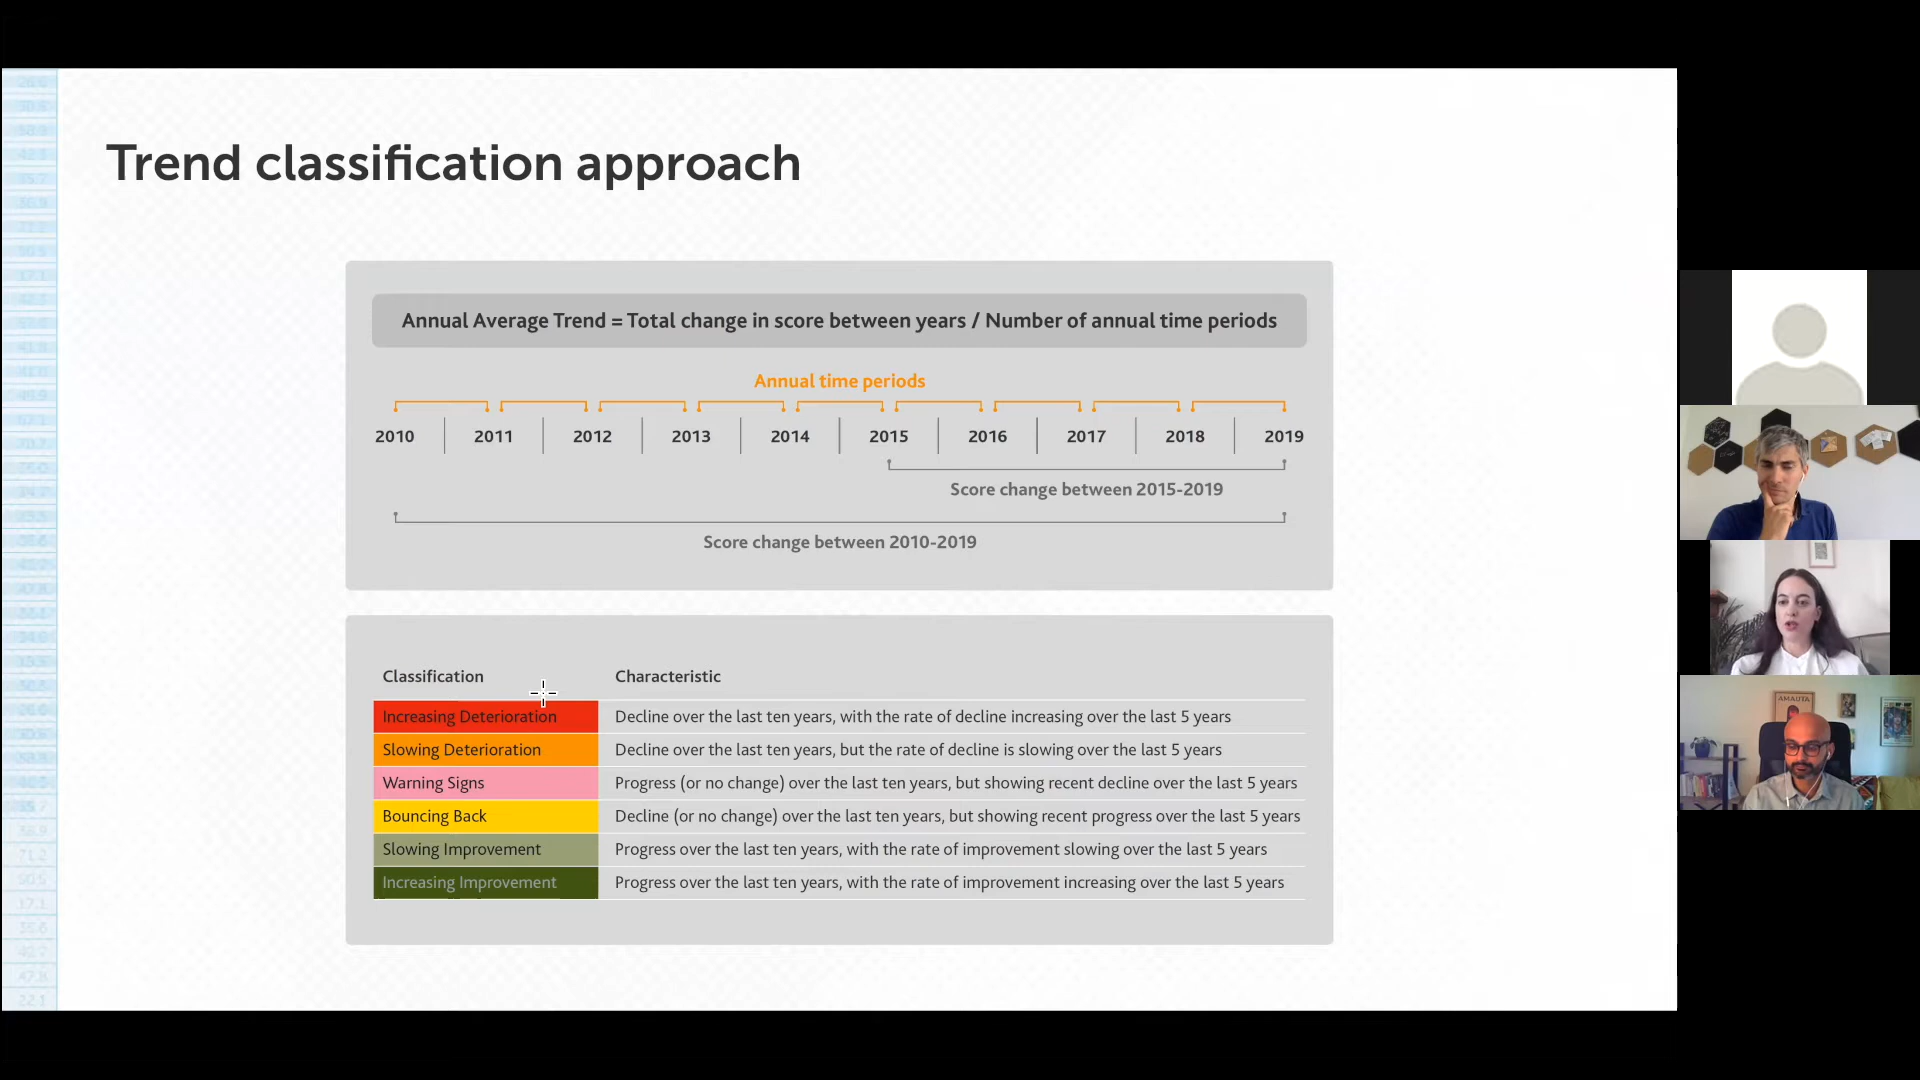 Trend classification approach
Annual Average Trend = Total change in score between years / Number of annual time periods
Annual time periods
2010 2011 2012 2013 2014 2015 2016 2017 2018 2019
Score change between 2015-2019
Score change between 2010-2019
Classification Characteristic
Increasing Deterioration Decline over the last ten years, with the rate of decline increasing over the last 5 years
Slowing Deterioration Decline over the last ten years, but the rate of decline is slowing over the last 5 years
Warning Signs Progress (or no change) over the last ten years, but showing recent decline over the last 5 years
Bouncing Back Decline (or no change) over the last ten years, but showing recent progress over the last 5 years
Slowing Improvement Progress over the last ten years, with the rate of improvement slowing over the last 5 years
Increasing Improvement Progress over the last ten years, with the rate of improvement increasing over the last 5 years
AMAUTA